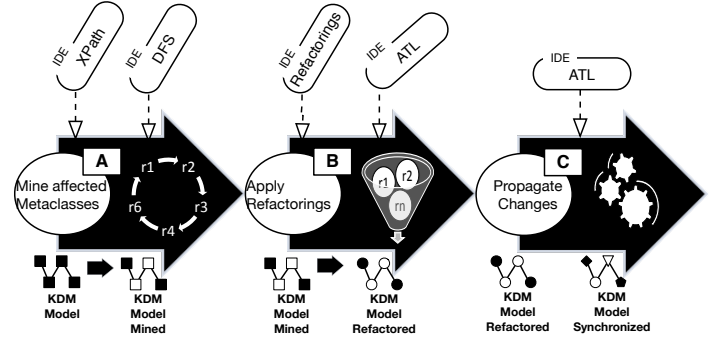 IDE
XPath
IDE
DFS
IDE
Refactorings
IDE
ATL
IDE
ATL
A
Mine affected
Metaclasses
r1
r2
r3
r4
r6
KDM
Model
KDM
Model
Mined
B
Apply
Refactorings
r1
r2
rn
KDM
Model
Mined
KDM
Model
Refactored
C
Propagate
Changes
KDM
Model
Refactored
KDM
Model
Synchronized